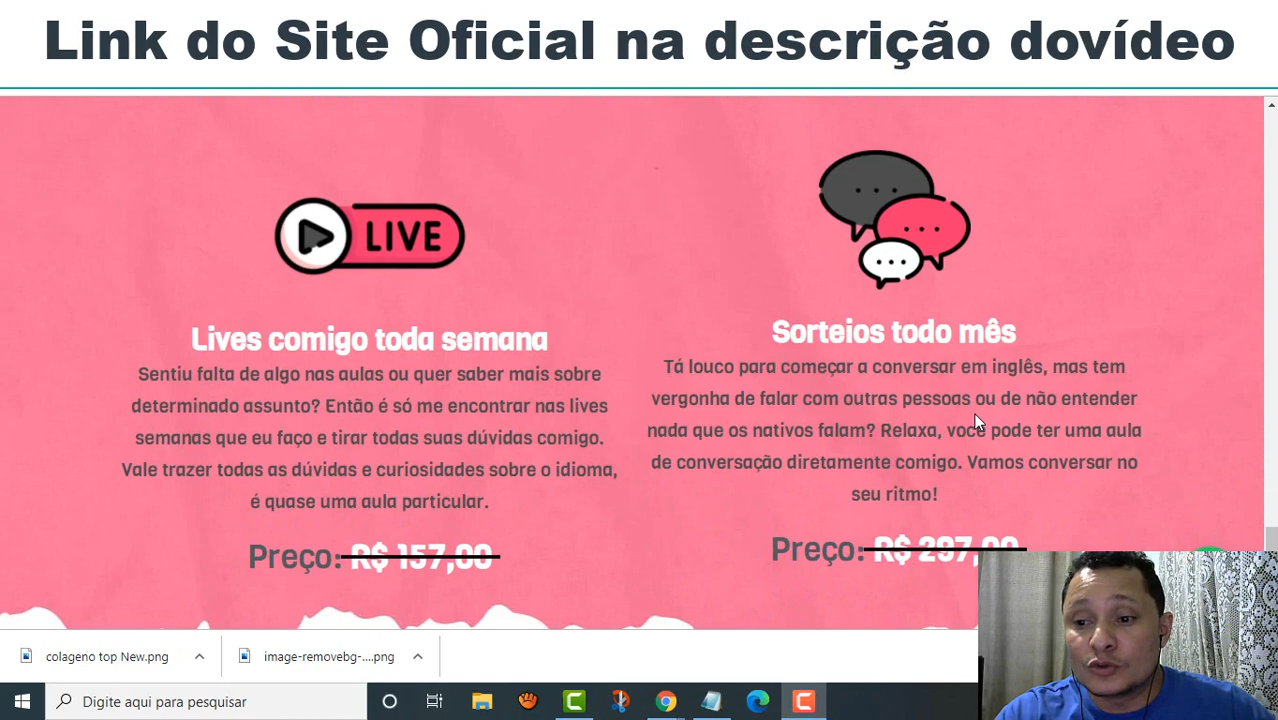 Link do Site Oficial na descrição dovídeo
LIVE
Lives comigo toda semana
Sentiu falta de algo nas aulas ou quer saber mais sobre
determinado assunto? Então é só me encontrar nas lives
semanas que eu faço e tirar todas suas dúvidas comigo.
Vale trazer todas as dúvidas e curiosidades sobre o idioma,
é quase uma aula particular.
Preço: R$ 157,00
Sorteios todo mês
Tá louco para começar a conversar em inglês, mas tem
vergonha de falar com outras pessoas ou de não entender
nada que os nativos falam? Relaxa, você pode ter uma aula
de conversação diretamente comigo. Vamos conversar no
seu ritmo!
Preço: R$ 297,00
colageno top New.png
image-removebg-....png
Digite aqui para pesquisar